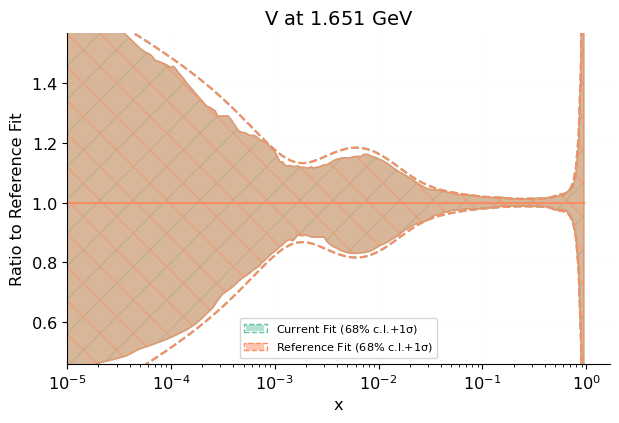 V at 1.651 GeV
Ratio to Reference Fit
1.4
1.2
1.0
0.8
0.6
Current Fit (68% c.l.+1σ)
Reference Fit (68% c.l.+1σ)
10⁻⁵ 10⁻⁴ 10⁻³ 10⁻² 10⁻¹ 10⁰
x